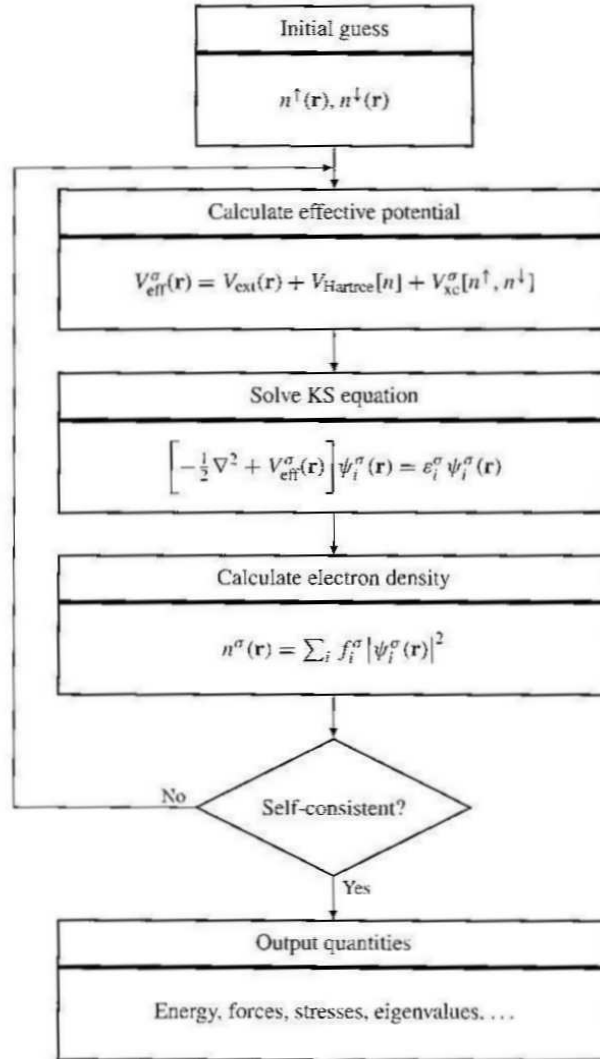 Initial guess
n↑(r), n↓(r)
Calculate effective potential
V^σ_eff(r) = V_ext(r) + V_Hartree[n] + V^σ_xc[n↑, n↓]
Solve KS equation
[−½∇² + V^σ_eff(r)]ψ^σ_i(r) = ε^σ_i ψ^σ_i(r)
Calculate electron density
n^σ(r) = ∑_i f^σ_i |ψ^σ_i(r)|²
No
Self-consistent?
Yes
Output quantities
Energy, forces, stresses, eigenvalues, . . .